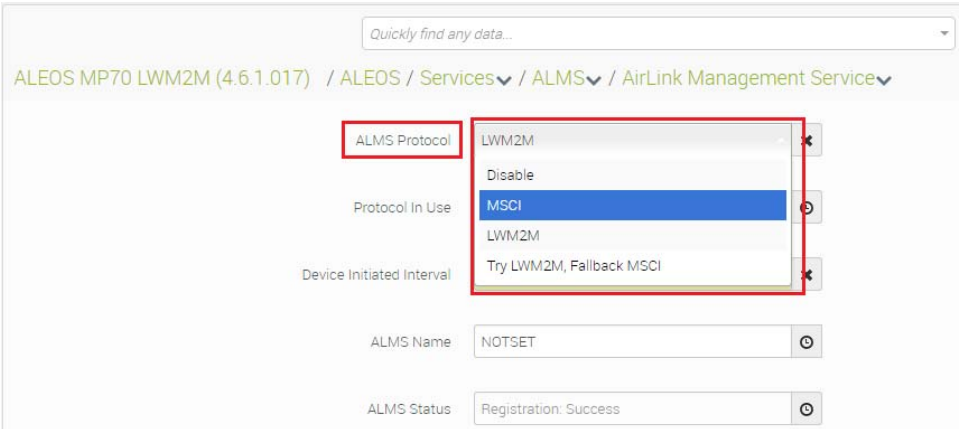 Quickly find any data...
ALEOS MP70 LWM2M (4.6.1.017) / ALEOS / Services / ALMS / AirLink Management Service
ALMS Protocol LWM2M
Disable
Protocol In Use MSCI
LWM2M
Device Initiated Interval Try LWM2M, Fallback MSCI
ALMS Name NOTSET
ALMS Status Registration: Success